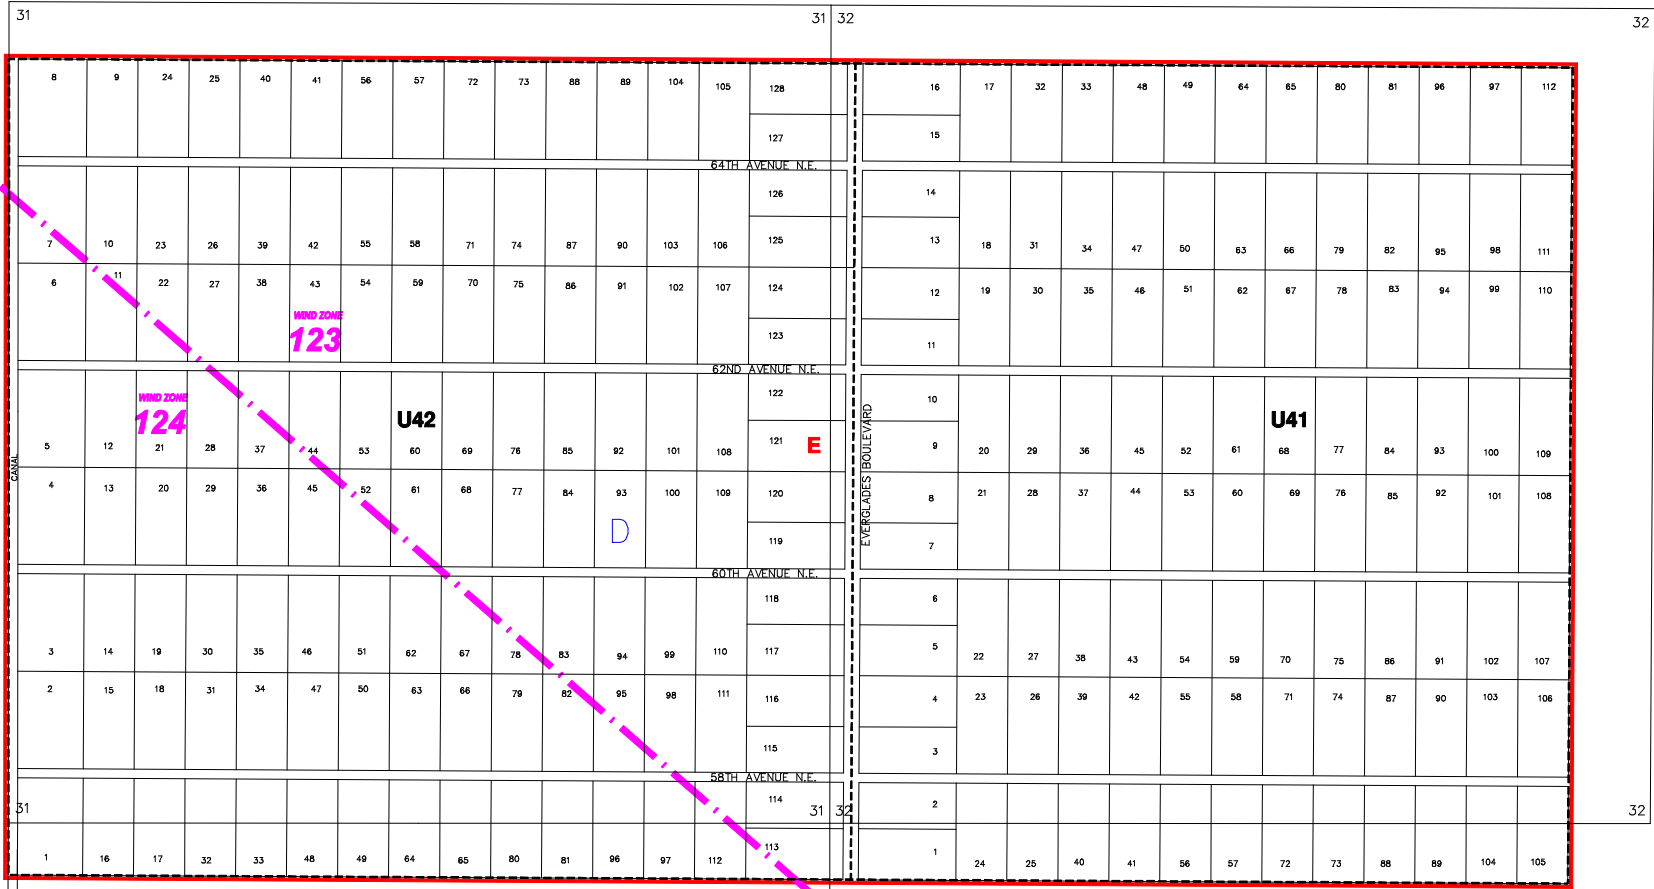 31 31 32 32
8 9 24 25 40 41 56 57 72 73 88 89 104 105 128 16 17 32 33 48 49 64 65 80 81 96 97 112
127 15
64TH AVENUE N.E.
126 14
7 10 23 26 39 42 55 58 71 74 87 90 103 106 125 13 18 31 34 47 50 63 66 79 82 95 98 111
6 11 22 27 38 43 54 59 70 75 86 91 102 107 124 12 19 30 35 46 51 62 67 78 83 94 99 110
WIND ZONE
123
123 11
62ND AVENUE N.E.
122 10
WIND ZONE
124
U42 U41
E
5 12 21 28 37 44 53 60 69 76 85 92 101 108 121 9 20 29 36 45 52 61 68 77 84 93 100 109
CANAL
EVERGLADES BOULEVARD
4 13 20 29 36 45 52 61 68 77 84 93 100 109 120 8 21 28 37 44 53 60 69 76 85 92 101 108
D
119 7
60TH AVENUE N.E.
118 6
3 14 19 30 35 46 51 62 67 78 83 94 99 110 117 5 22 27 38 43 54 59 70 75 86 91 102 107
2 15 18 31 34 47 50 63 66 79 82 95 98 111 116 4 23 26 39 42 55 58 71 74 87 90 103 106
115 3
58TH AVENUE N.E.
114 2
31 31 32 32
1 16 17 32 33 48 49 64 65 80 81 96 97 112 113 1 24 25 40 41 56 57 72 73 88 89 104 105